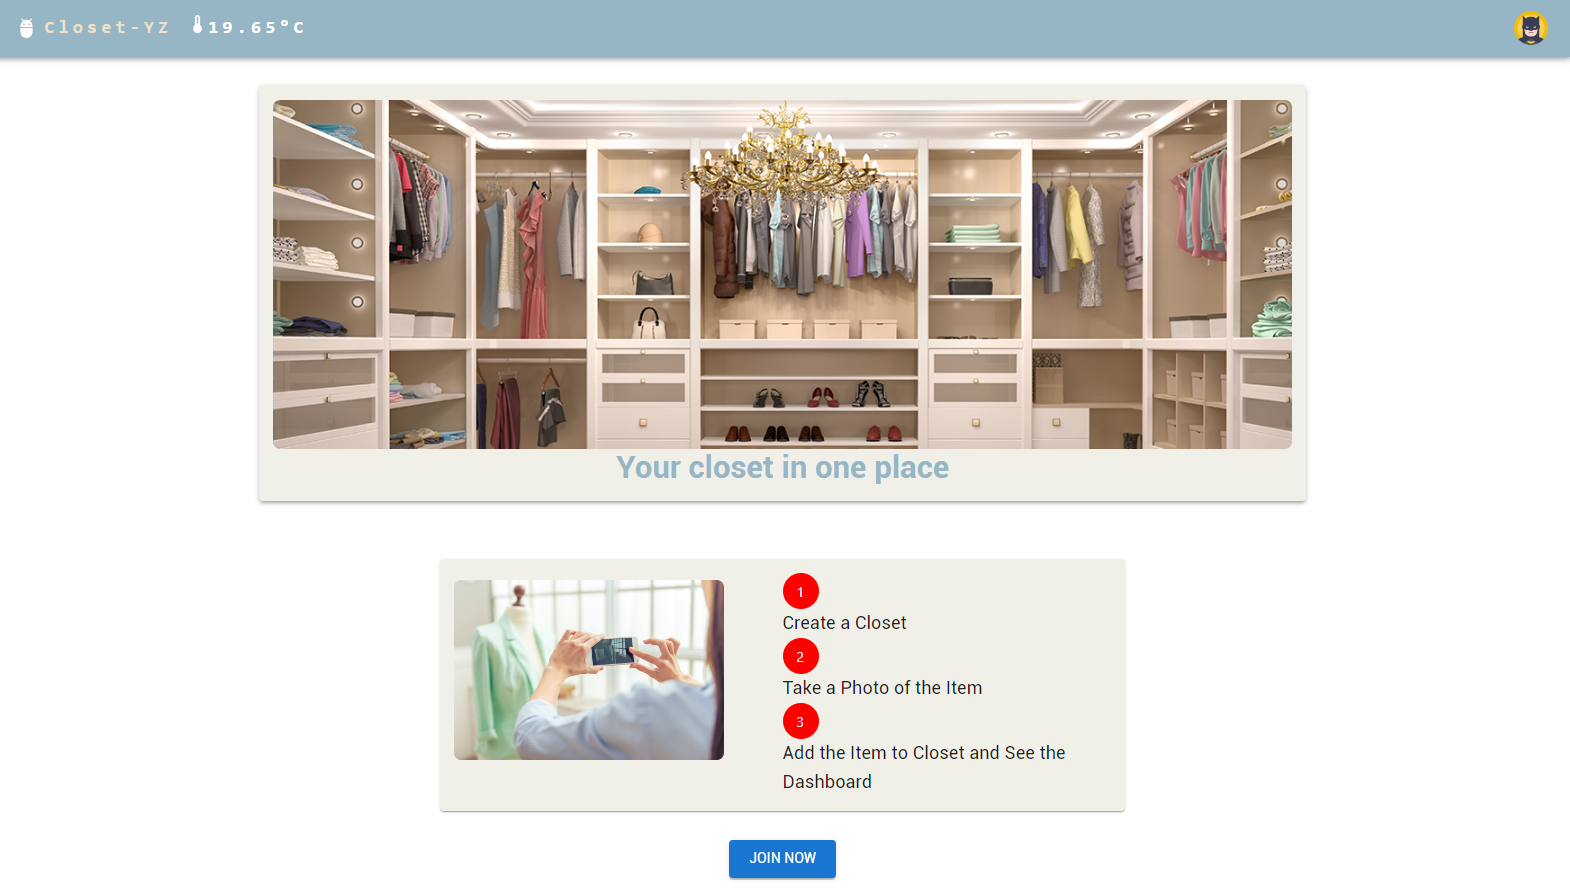 Closet-YZ 19.65°C
Your closet in one place
1
Create a Closet
2
Take a Photo of the Item
3
Add the Item to Closet and See the
Dashboard
JOIN NOW